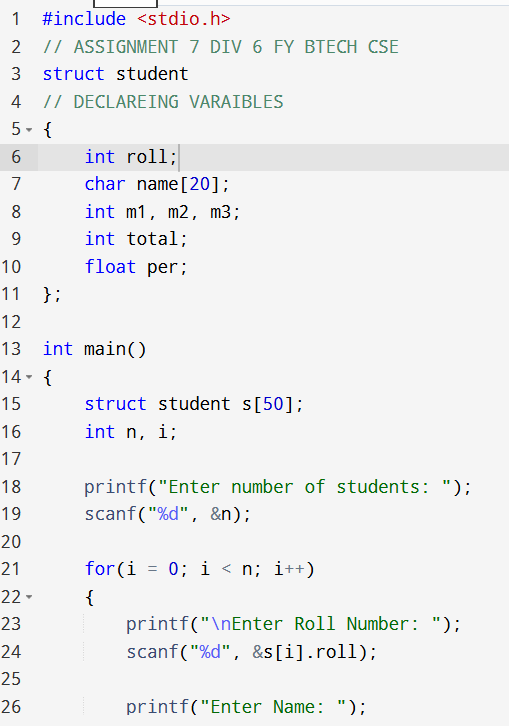 1 #include <stdio.h>
2 // ASSIGNMENT 7 DIV 6 FY BTECH CSE
3 struct student
4 // DECLAREING VARAIBLES
5 {
6     int roll;
7     char name[20];
8     int m1, m2, m3;
9     int total;
10     float per;
11 };
12
13 int main()
14 {
15     struct student s[50];
16     int n, i;
17
18     printf("Enter number of students: ");
19     scanf("%d", &n);
20
21     for(i = 0; i < n; i++)
22     {
23         printf("\nEnter Roll Number: ");
24         scanf("%d", &s[i].roll);
25
26         printf("Enter Name: ");